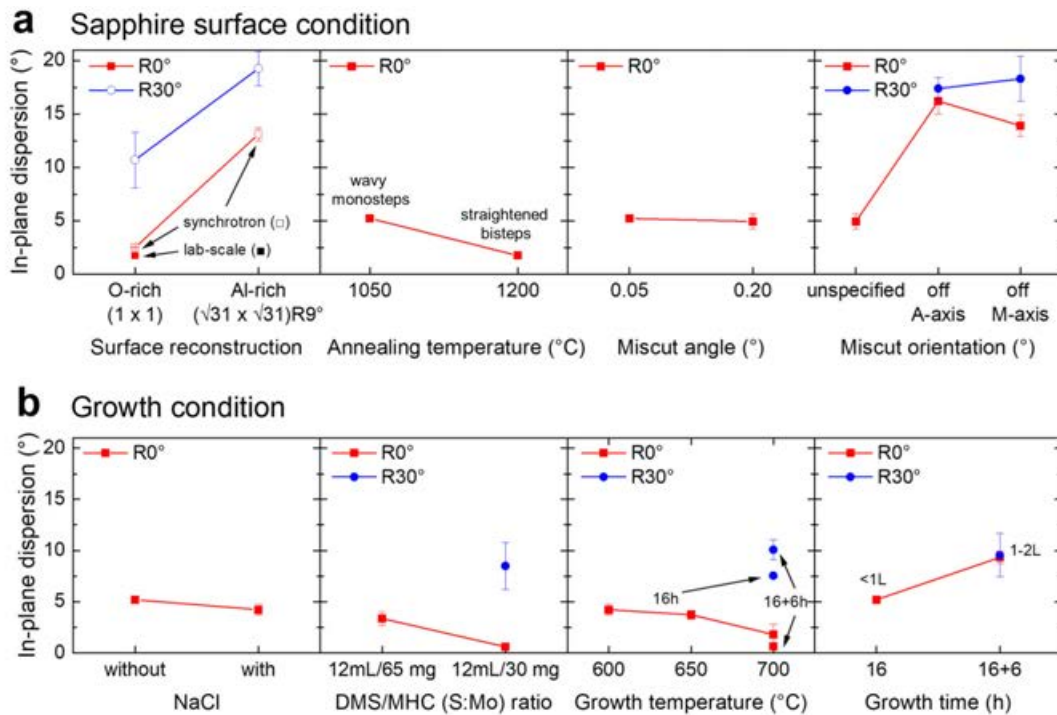 a Sapphire surface condition
In-plane dispersion (°)
20
15
10
5
0
R0°
R30°
synchrotron (□)
lab-scale (■)
O-rich
(1 x 1)
Al-rich
(√31 x √31)R9°
Surface reconstruction
R0°
wavy
monosteps
straightened
bisteps
1050
1200
Annealing temperature (°C)
R0°
0.05
0.20
Miscut angle (°)
R0°
R30°
unspecified
off
A-axis
off
M-axis
Miscut orientation (°)
b Growth condition
In-plane dispersion (°)
20
15
10
5
0
R0°
without
with
NaCl
R0°
R30°
12mL/65 mg
12mL/30 mg
DMS/MHC (S:Mo) ratio
R0°
R30°
16h
16+6h
600
650
700
Growth temperature (°C)
R0°
R30°
<1L
1-2L
16
16+6
Growth time (h)